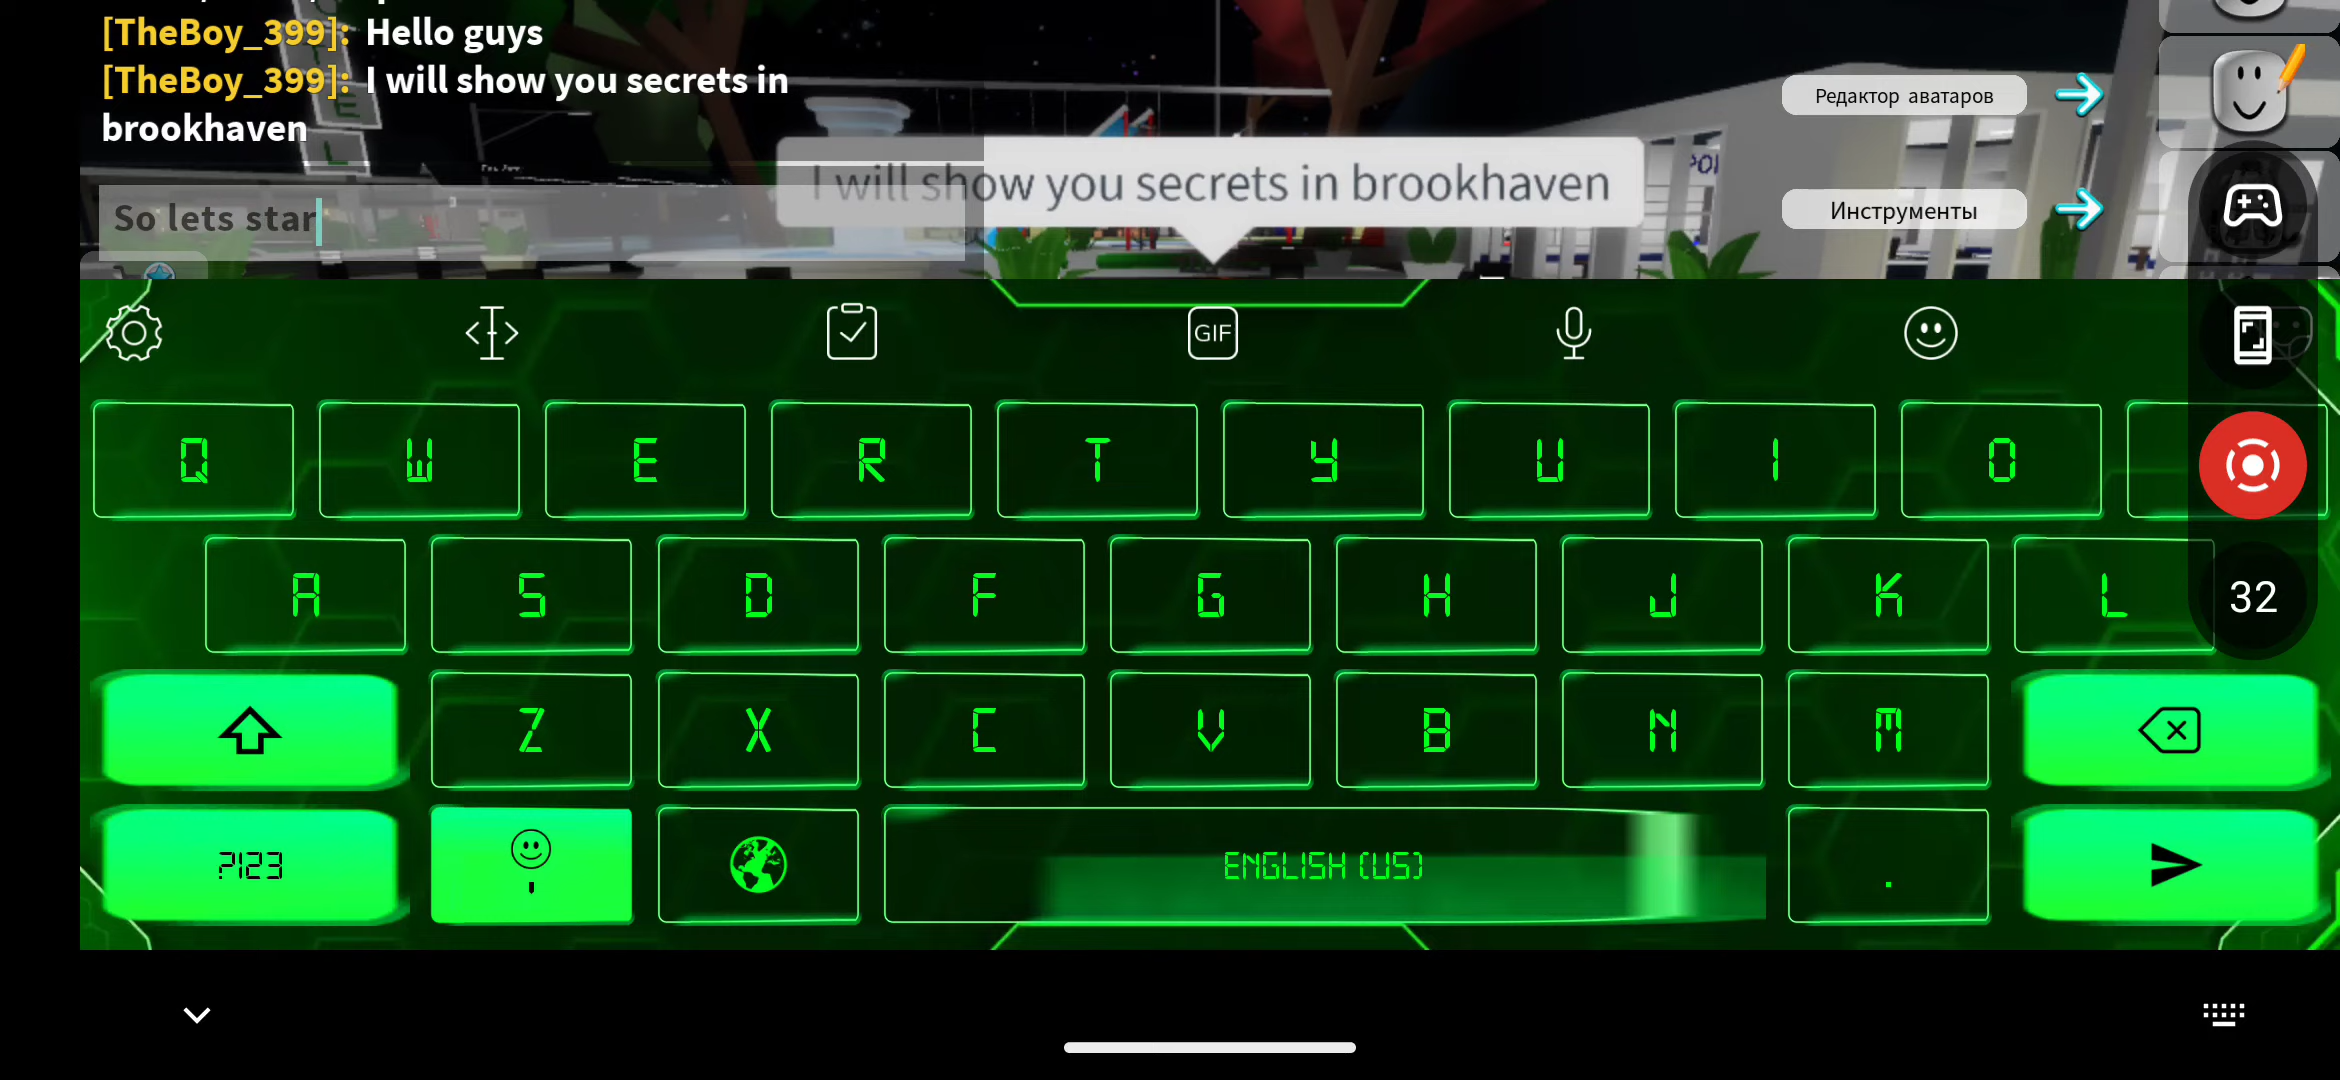 [TheBoy_399]: Hello guys
[TheBoy_399]: I will show you secrets in
brookhaven
I will show you secrets in brookhaven
So lets star
Редактор аватаров
Инструменты
GIF
Q W E R T Y U I O
A S D F G H J K L
32
Z X C V B N M
?123 , ENGLISH (US) .